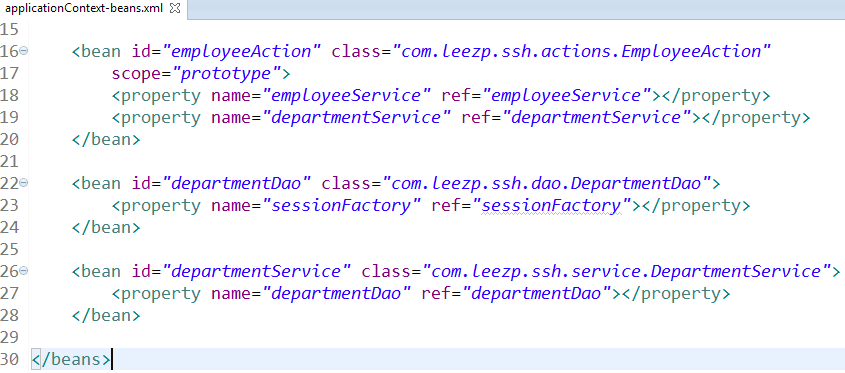 applicationContext-beans.xml
15
16 <bean id="employeeAction" class="com.leezp.ssh.actions.EmployeeAction"
17 scope="prototype">
18 <property name="employeeService" ref="employeeService"></property>
19 <property name="departmentService" ref="departmentService"></property>
20 </bean>
21
22 <bean id="departmentDao" class="com.leezp.ssh.dao.DepartmentDao">
23 <property name="sessionFactory" ref="sessionFactory"></property>
24 </bean>
25
26 <bean id="departmentService" class="com.leezp.ssh.service.DepartmentService">
27 <property name="departmentDao" ref="departmentDao"></property>
28 </bean>
29
30 </beans>